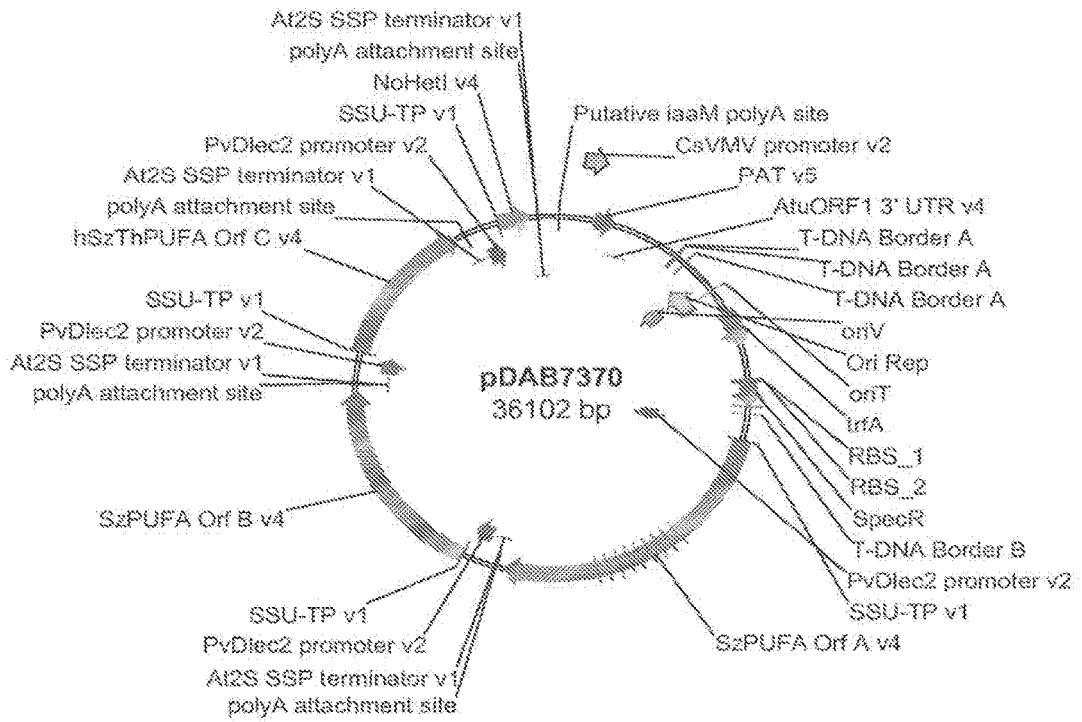 At2S SSP terminator v1
polyA attachment site
NoHetI v4
SSU-TP v1
PvDlec2 promoter v2
At2S SSP terminator v1
polyA attachment site
hSzThPUFA Orf C v4
SSU-TP v1
PvDlec2 promoter v2
At2S SSP terminator v1
polyA attachment site
SzPUFA Orf B v4
SSU-TP v1
PvDlec2 promoter v2
At2S SSP terminator v1
polyA attachment site
pDAB7370
36102 bp
Putative iaaM polyA site
CsVMV promoter v2
PAT v5
AtuORF1 3' UTR v4
T-DNA Border A
T-DNA Border A
T-DNA Border A
oriV
Ori Rep
oriT
trfA
RBS_1
RBS_2
SpecR
T-DNA Border B
PvDlec2 promoter v2
SSU-TP v1
SzPUFA Orf A v4